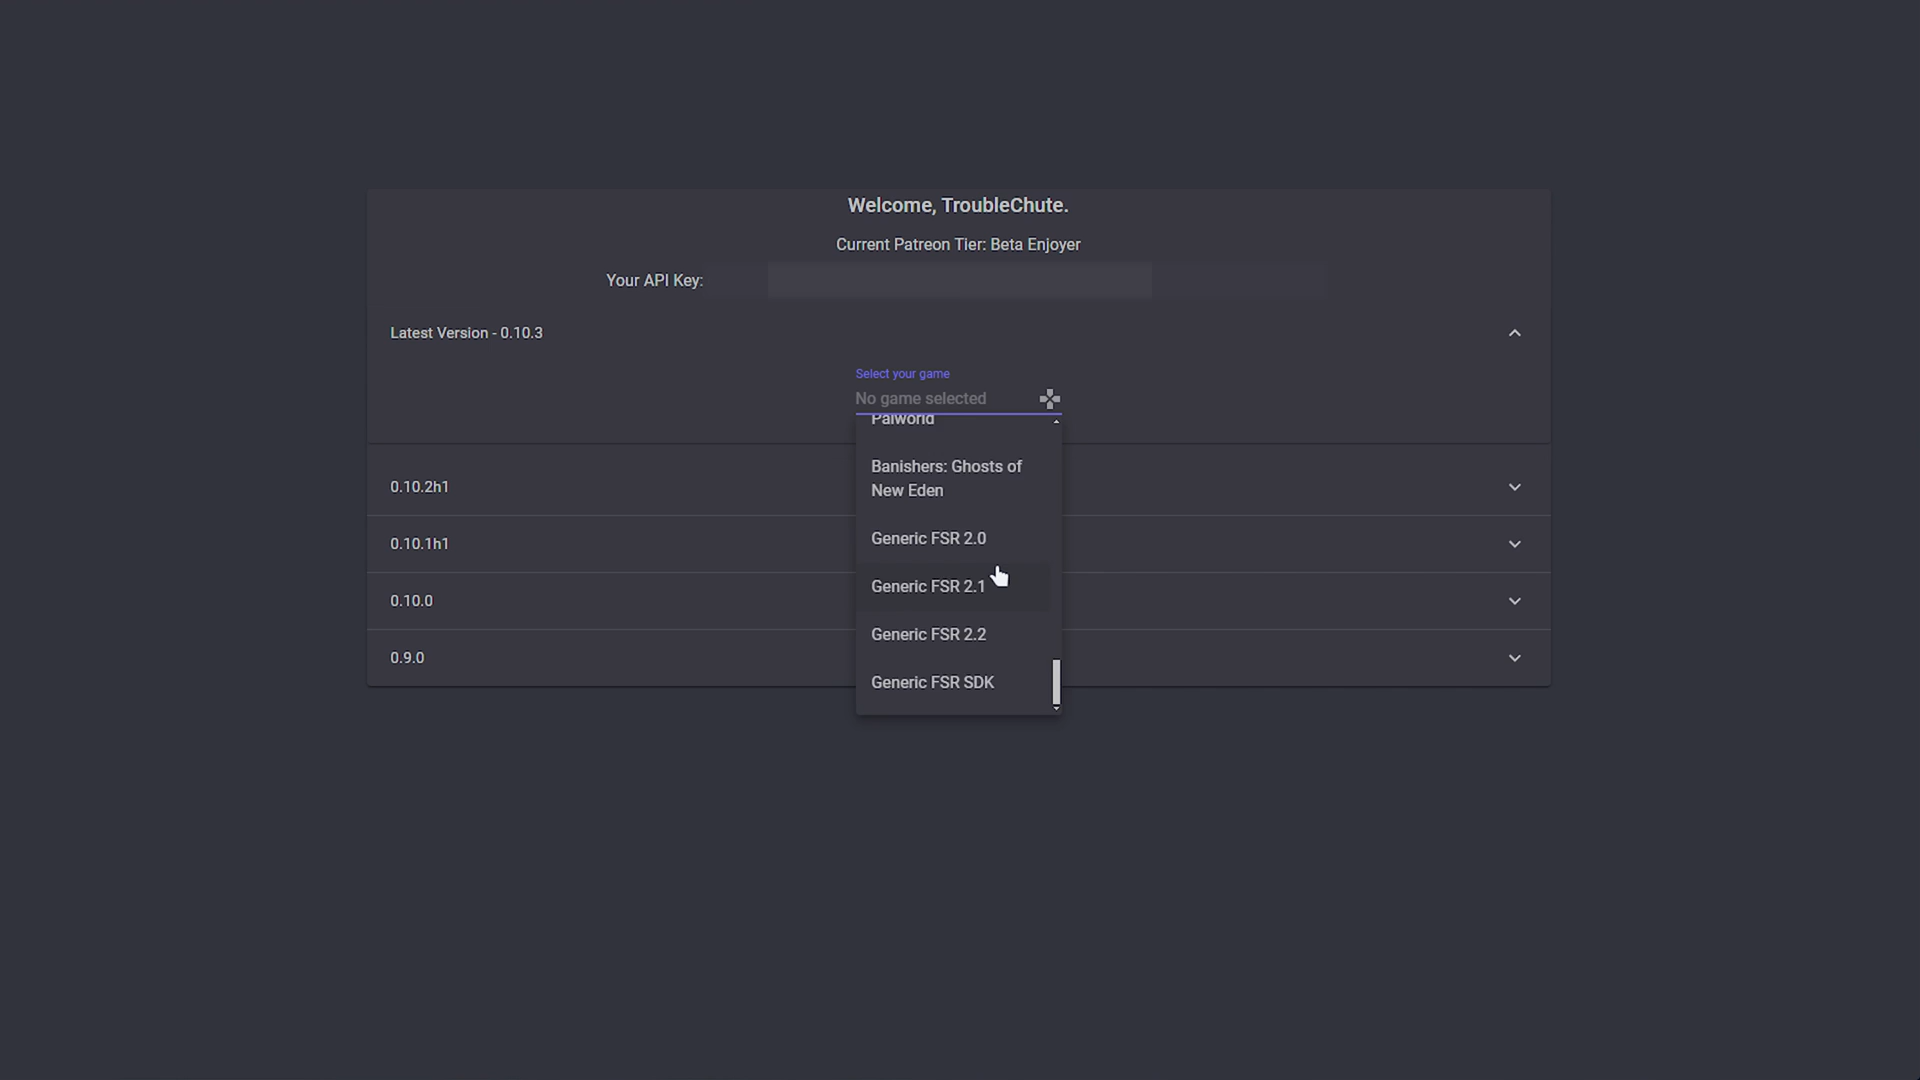 Welcome, TroubleChute.
Current Patreon Tier: Beta Enjoyer
Your API Key:
Latest Version - 0.10.3
Select your game
No game selected
Palworld
Banishers: Ghosts of
New Eden
0.10.2h1
Generic FSR 2.0
0.10.1h1
Generic FSR 2.1
0.10.0
Generic FSR 2.2
0.9.0
Generic FSR SDK